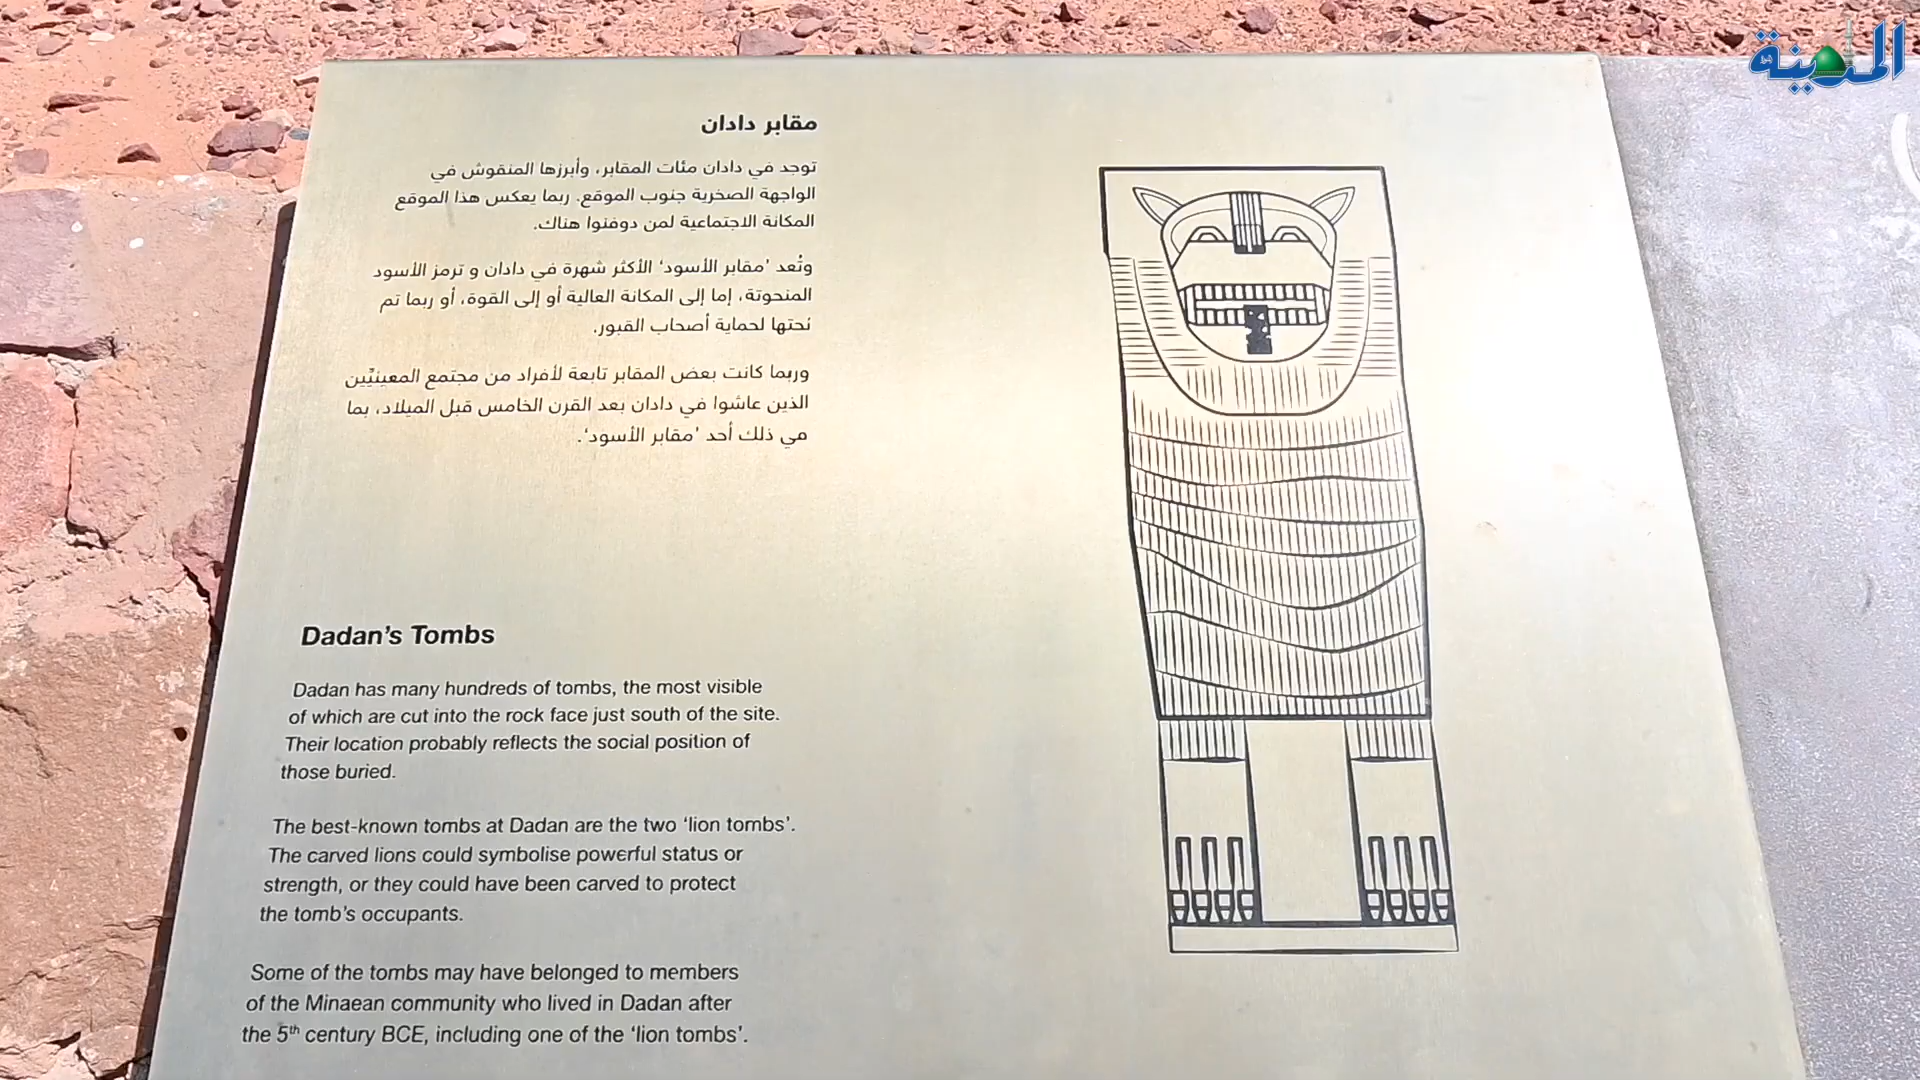 المدينة
مقابر دادان
توجد في دادان مئات المقابر، وأبرزها المنقوش في
الواجهة الصخرية جنوب الموقع. ربما يعكس هذا الموقع
المكانة الاجتماعية لمن دوفنوا هناك.
وتُعد ’مقابر الأسود‘ الأكثر شهرة في دادان و ترمز الأسود
المنحوتة، إما إلى المكانة العالية أو إلى القوة، أو ربما تم
نحتها لحماية أصحاب القبور.
وربما كانت بعض المقابر تابعة لأفراد من مجتمع المعينيِّين
الذين عاشوا في دادان بعد القرن الخامس قبل الميلاد، بما
في ذلك أحد ’مقابر الأسود‘.
Dadan’s Tombs
Dadan has many hundreds of tombs, the most visible
of which are cut into the rock face just south of the site.
Their location probably reflects the social position of
those buried.
The best-known tombs at Dadan are the two ‘lion tombs’.
The carved lions could symbolise powerful status or
strength, or they could have been carved to protect
the tomb’s occupants.
Some of the tombs may have belonged to members
of the Minaean community who lived in Dadan after
the 5th century BCE, including one of the ‘lion tombs’.